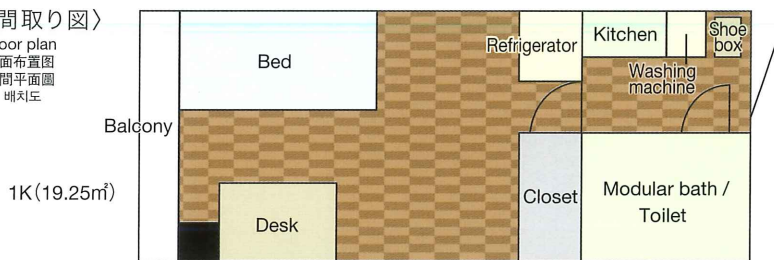 間取り図〉
oor plan
面布置图
間平面圖
배치도
Bed
Refrigerator
Kitchen
Shoe
box
Washing
machine
Balcony
1K(19.25㎡)
Desk
Closet
Modular bath /
Toilet